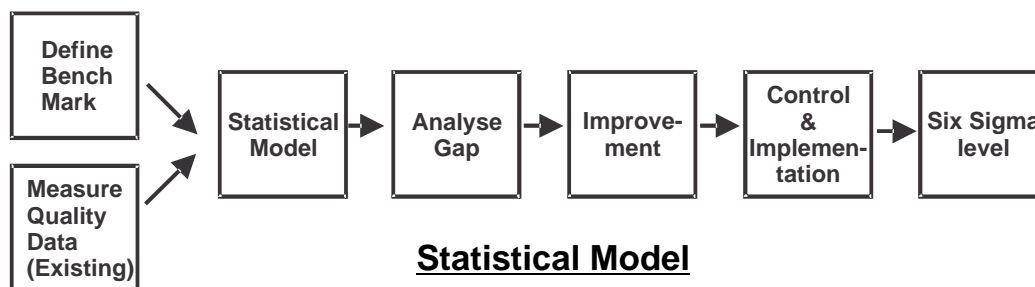 Define
Bench
Mark
Measure
Quality
Data
(Existing)
Statistical
Model
Analyse
Gap
Improve-
ment
Control
&
Implemen-
tation
Six Sigma
level
Statistical Model